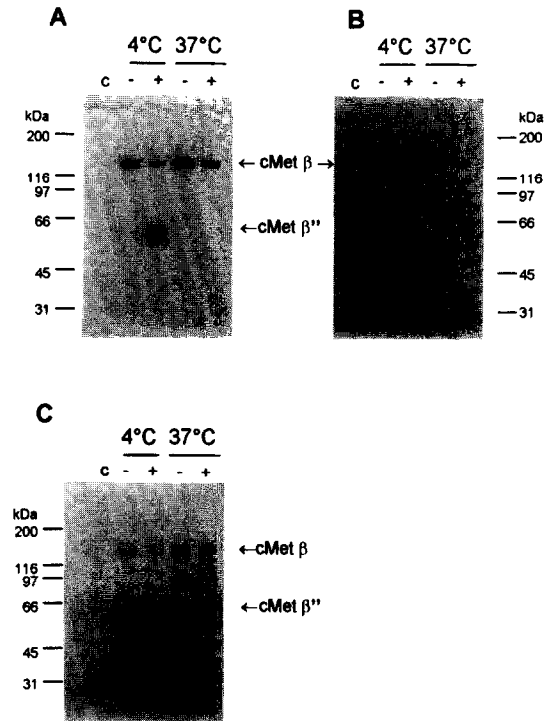 A
4°C 37°C
c - + - +
kDa
200
116
97
66
45
31
←cMet β→
←cMet β''
B
4°C 37°C
c - + - +
kDa
200
116
97
66
45
31
C
4°C 37°C
c - + - +
kDa
200
116
97
66
45
31
←cMet β
←cMet β''